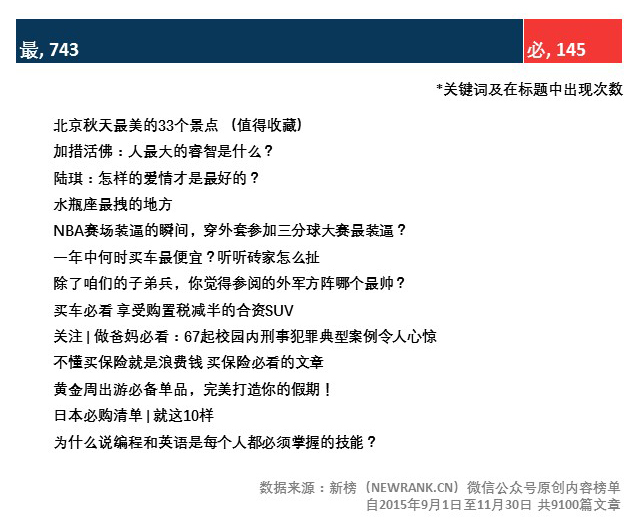 最, 743
必, 145
*关键词及在标题中出现次数
北京秋天最美的33个景点 （值得收藏）
加措活佛：人最大的睿智是什么？
陆琪：怎样的爱情才是最好的？
水瓶座最拽的地方
NBA赛场装逼的瞬间，穿外套参加三分球大赛最装逼？
一年中何时买车最便宜？听听砖家怎么扯
除了咱们的子弟兵，你觉得参阅的外军方阵哪个最帅？
买车必看 享受购置税减半的合资SUV
关注 | 做爸妈必看：67起校园内刑事犯罪典型案例令人心惊
不懂买保险就是浪费钱 买保险必看的文章
黄金周出游必备单品，完美打造你的假期！
日本必购清单 | 就这10样
为什么说编程和英语是每个人都必须掌握的技能？
数据来源：新榜（NEWRANK.CN）微信公众号原创内容榜单
自2015年9月1日至11月30日 共9100篇文章